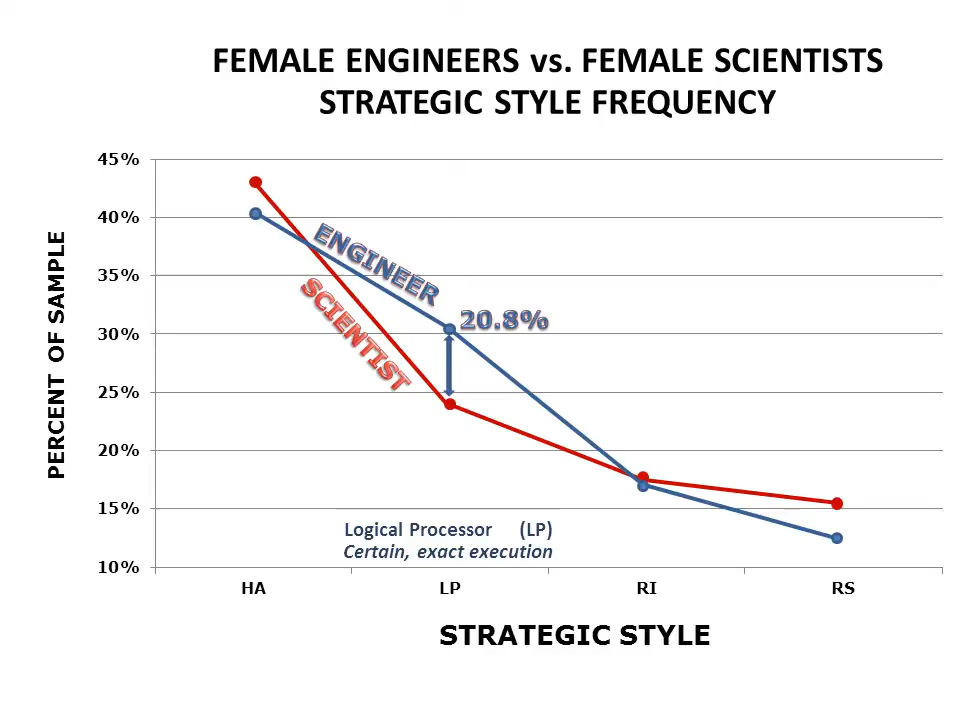 FEMALE ENGINEERS vs. FEMALE SCIENTISTS
STRATEGIC STYLE FREQUENCY
PERCENT OF SAMPLE
45%
40%
35%
30%
25%
20%
15%
10%
ENGINEER
SCIENTIST
20.8%
Logical Processor (LP)
Certain, exact execution
HA LP RI RS
STRATEGIC STYLE